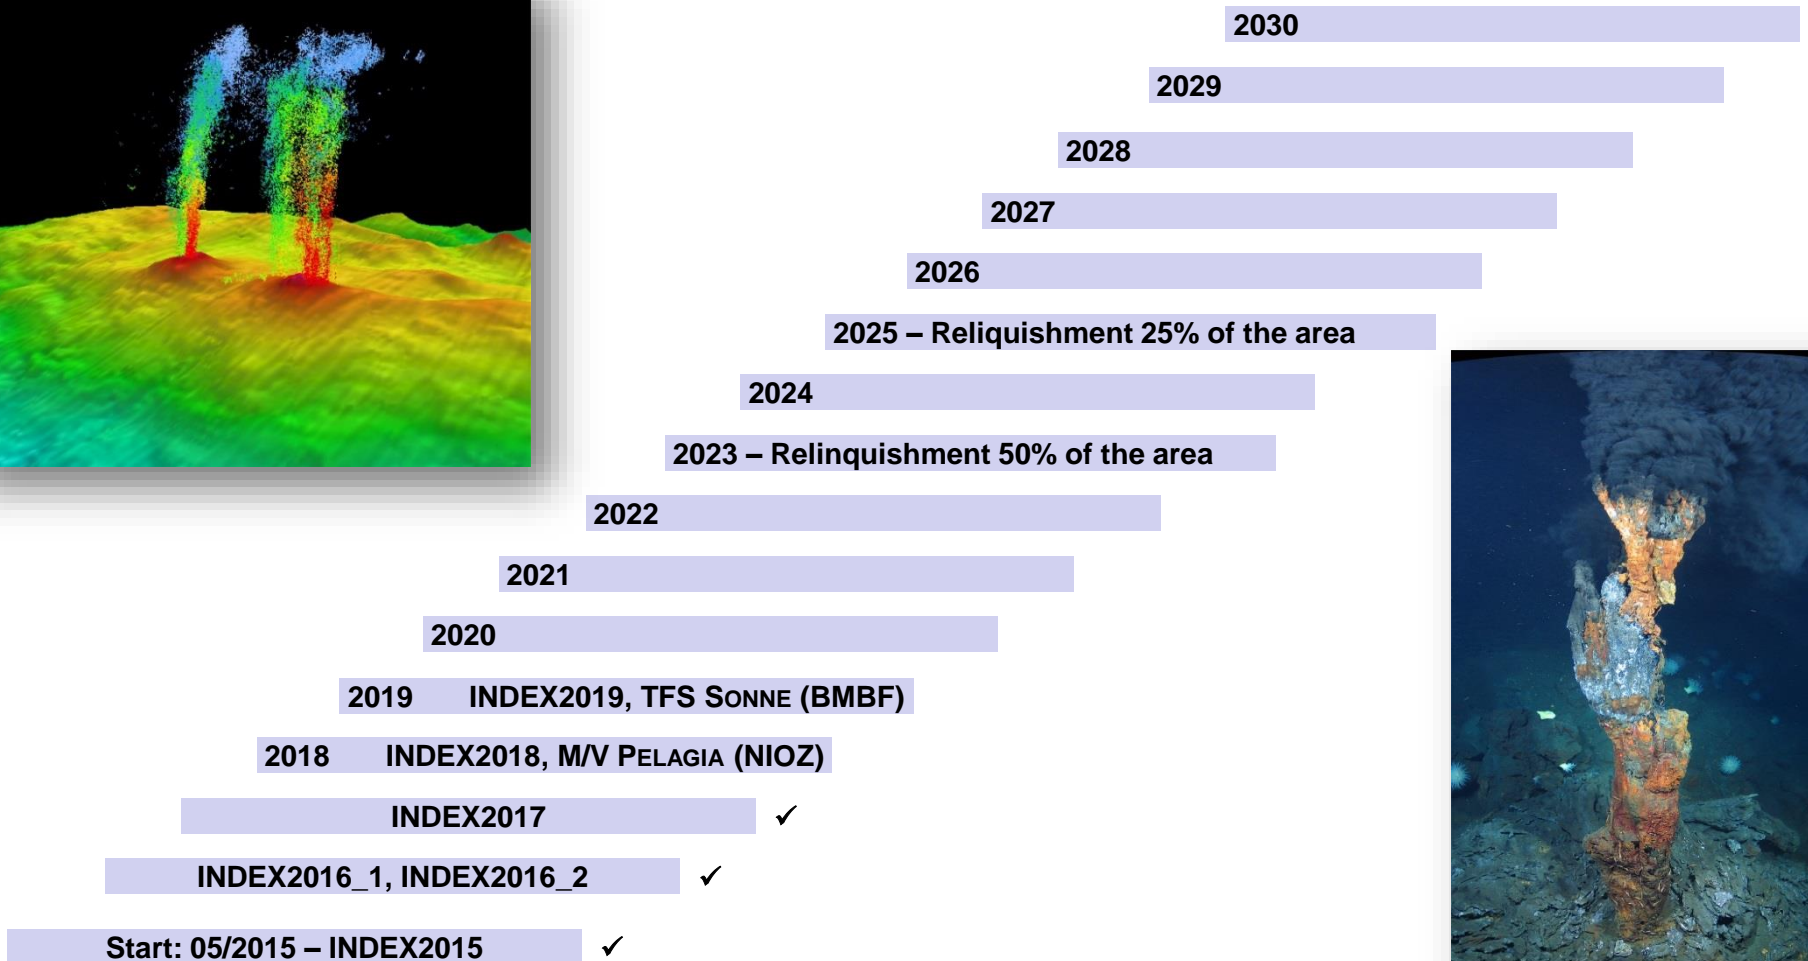 2030
2029
2028
2027
2026
2025 – Reliquishment 25% of the area
2024
2023 – Relinquishment 50% of the area
2022
2021
2020
2019 INDEX2019, TFS SONNE (BMBF)
2018 INDEX2018, M/V PELAGIA (NIOZ)
INDEX2017 ✓
INDEX2016_1, INDEX2016_2 ✓
Start: 05/2015 – INDEX2015 ✓